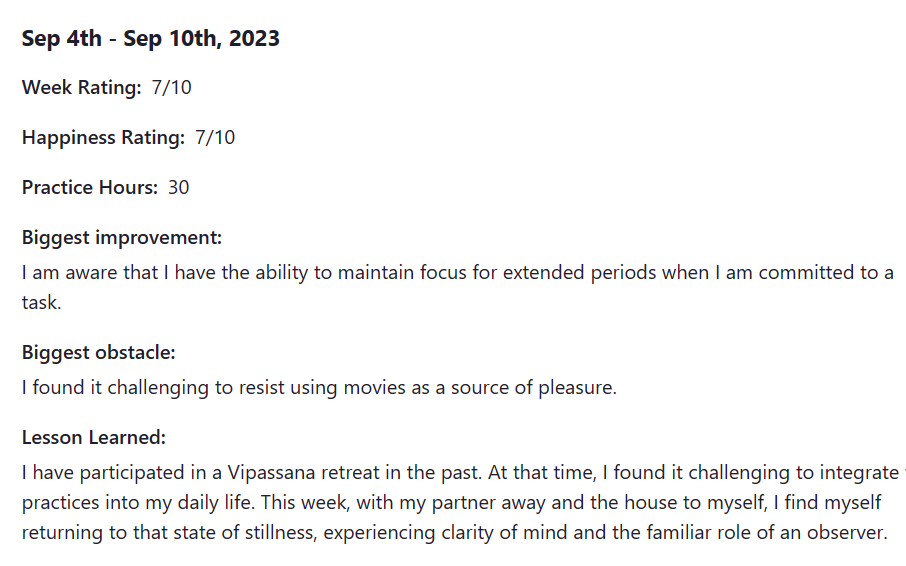 Sep 4th - Sep 10th, 2023
Week Rating: 7/10
Happiness Rating: 7/10
Practice Hours: 30
Biggest improvement:
I am aware that I have the ability to maintain focus for extended periods when I am committed to a
task.
Biggest obstacle:
I found it challenging to resist using movies as a source of pleasure.
Lesson Learned:
I have participated in a Vipassana retreat in the past. At that time, I found it challenging to integrate
practices into my daily life. This week, with my partner away and the house to myself, I find myself
returning to that state of stillness, experiencing clarity of mind and the familiar role of an observer.